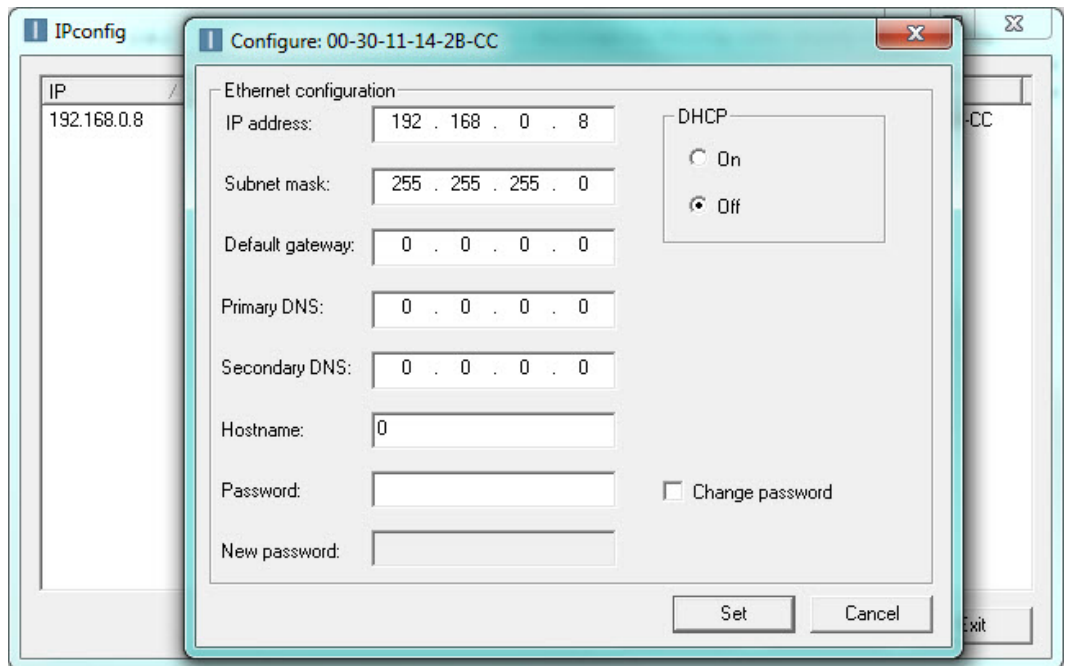 IPconfig
Configure: 00-30-11-14-2B-CC
IP
192.168.0.8
-CC
Ethernet configuration
IP address: 192 . 168 . 0 . 8
DHCP
On
Subnet mask: 255 . 255 . 255 . 0
Off
Default gateway: 0 . 0 . 0 . 0
Primary DNS: 0 . 0 . 0 . 0
Secondary DNS: 0 . 0 . 0 . 0
Hostname: 0
Password:
Change password
New password:
Set
Cancel
Exit